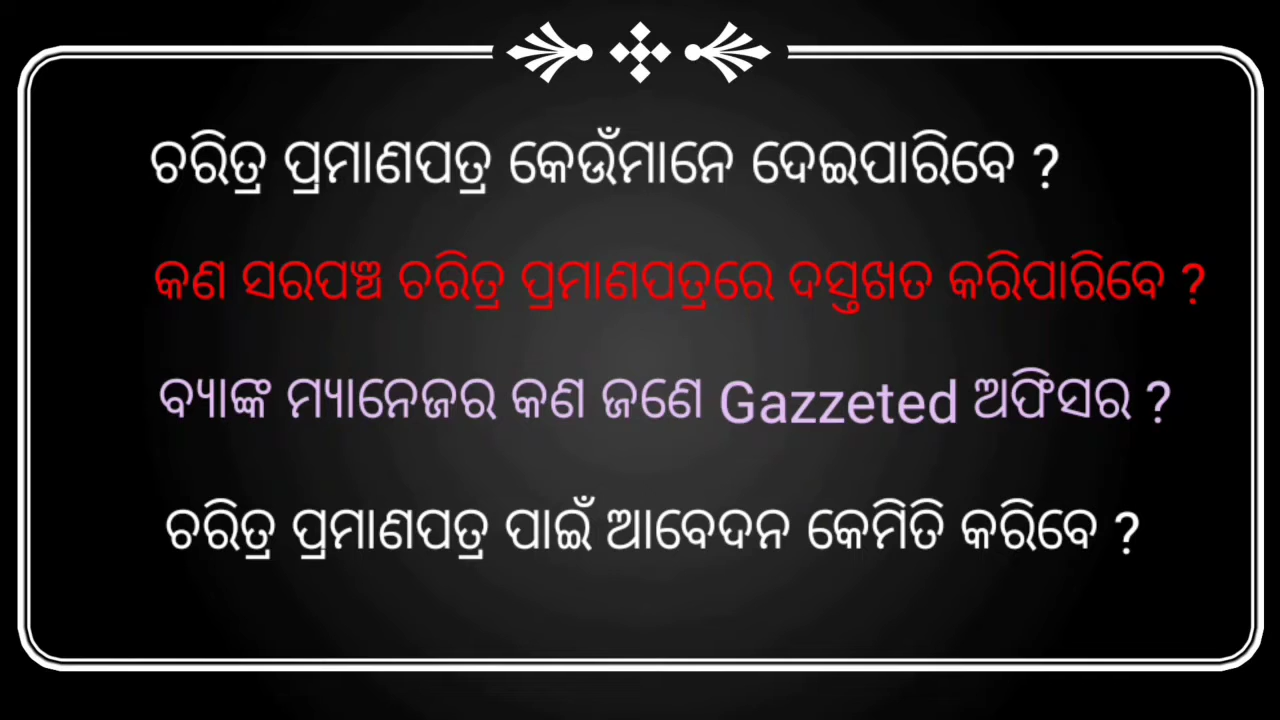 ଚରିତ୍ର ପ୍ରମାଣପତ୍ର କେଉଁମାନେ ଦେଇପାରିବେ ?
କଣ ସରପଞ୍ଚ ଚରିତ୍ର ପ୍ରମାଣପତ୍ରରେ ଦସ୍ତଖତ କରିପାରିବେ ?
ବ୍ୟାଙ୍କ ମ୍ୟାନେଜର କଣ ଜଣେ Gazzeted ଅଫିସର ?
ଚରିତ୍ର ପ୍ରମାଣପତ୍ର ପାଇଁ ଆବେଦନ କେମିତି କରିବେ ?